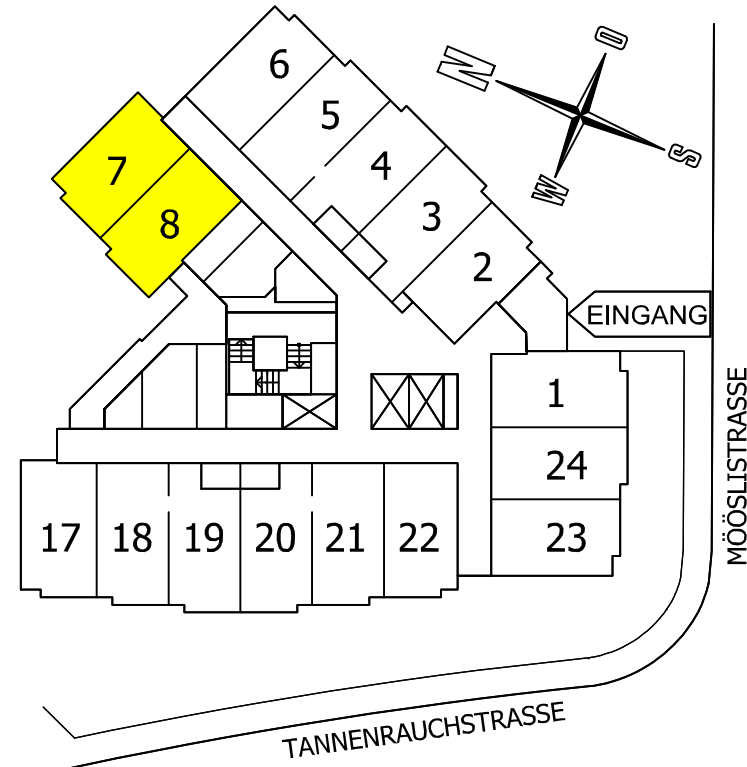 6
O
5
N
7
4
S
8
3
W
2
EINGANG
1
MÖÖSLISTRASSE
24
17
18
19
20
21
22
23
TANNENRAUCHSTRASSE